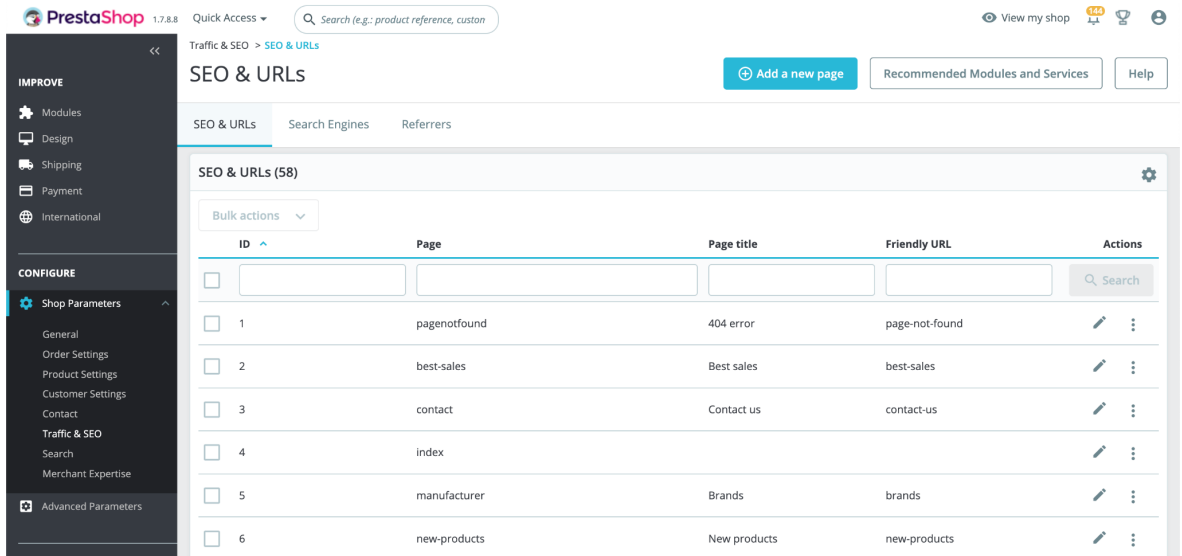 PrestaShop 1.7.8.8 Quick Access Search (e.g.: product reference, custon View my shop 144
Traffic & SEO > SEO & URLs
SEO & URLs
Add a new page Recommended Modules and Services Help
SEO & URLs Search Engines Referrers
IMPROVE
Modules
Design
Shipping
Payment
International
CONFIGURE
Shop Parameters
General
Order Settings
Product Settings
Customer Settings
Contact
Traffic & SEO
Search
Merchant Expertise
Advanced Parameters
SEO & URLs (58)
Bulk actions
ID Page Page title Friendly URL Actions
Search
1 pagenotfound 404 error page-not-found
2 best-sales Best sales best-sales
3 contact Contact us contact-us
4 index
5 manufacturer Brands brands
6 new-products New products new-products